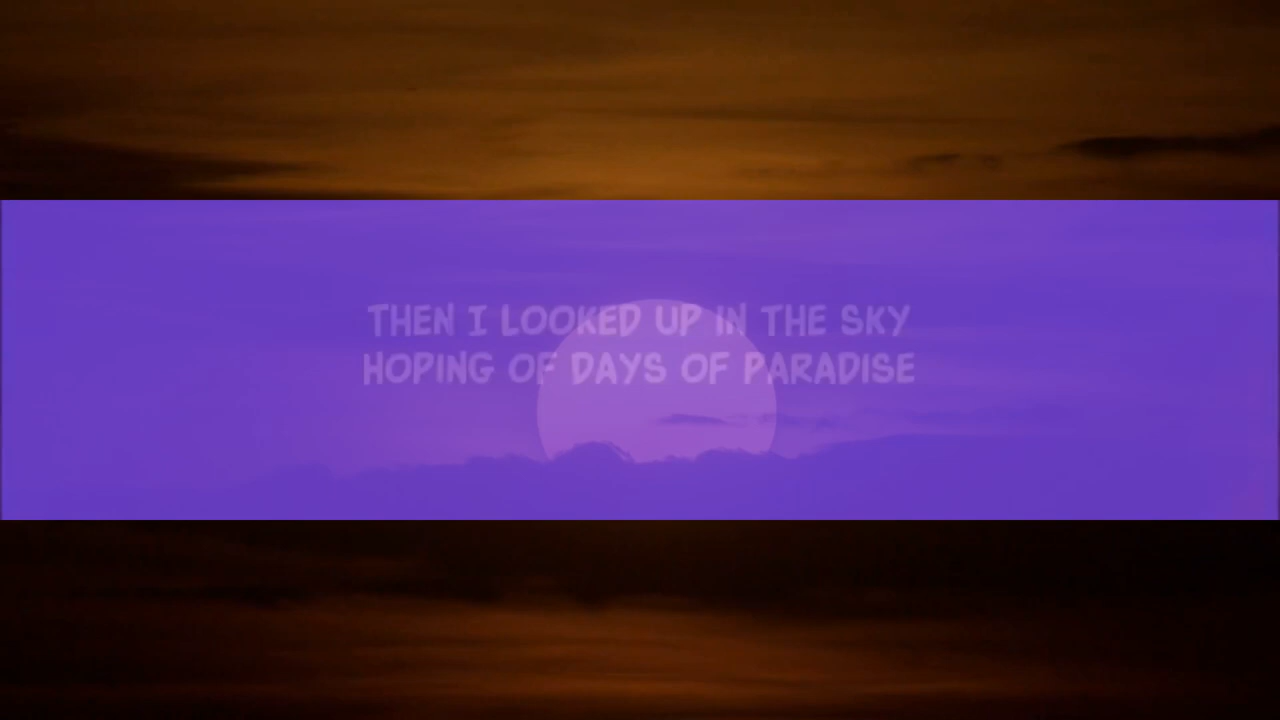 THEN I LOOKED UP IN THE SKY
HOPING OF DAYS OF PARADISE